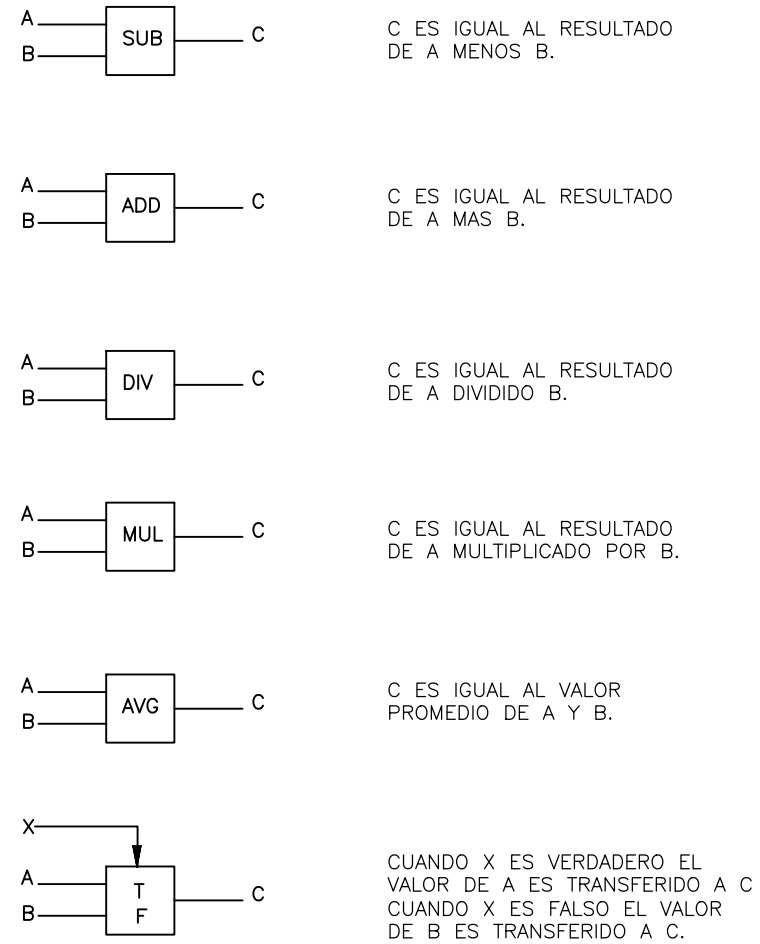 A
B
SUB
C
C ES IGUAL AL RESULTADO
DE A MENOS B.
A
B
ADD
C
C ES IGUAL AL RESULTADO
DE A MAS B.
A
B
DIV
C
C ES IGUAL AL RESULTADO
DE A DIVIDIDO B.
A
B
MUL
C
C ES IGUAL AL RESULTADO
DE A MULTIPLICADO POR B.
A
B
AVG
C
C ES IGUAL AL VALOR
PROMEDIO DE A Y B.
X
A
B
T
F
C
CUANDO X ES VERDADERO EL
VALOR DE A ES TRANSFERIDO A C
CUANDO X ES FALSO EL VALOR
DE B ES TRANSFERIDO A C.